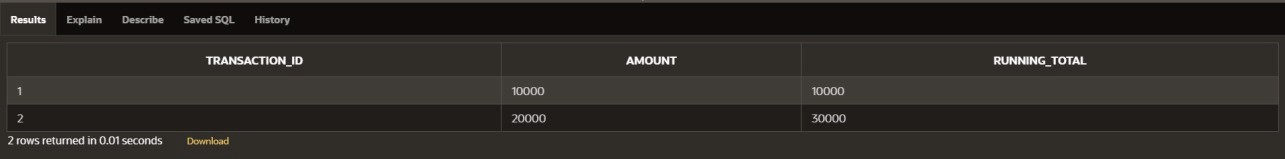 Results Explain Describe Saved SQL History
TRANSACTION_ID AMOUNT RUNNING_TOTAL
1 10000 10000
2 20000 30000
2 rows returned in 0.01 seconds Download